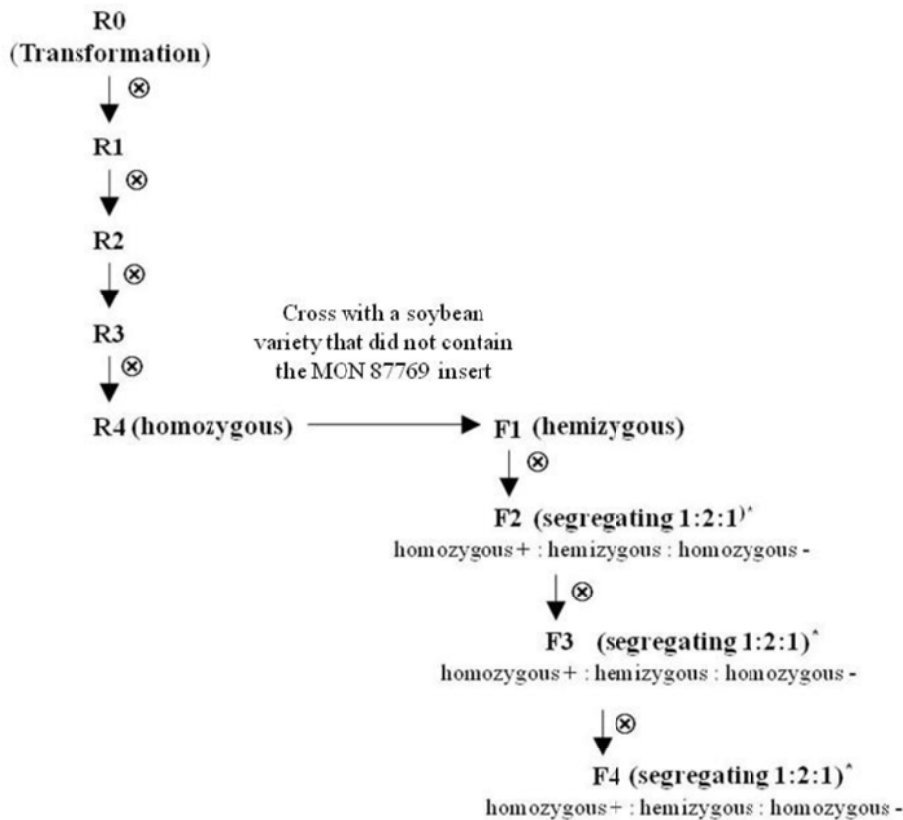 R0
(Transformation)
⊗
R1
⊗
R2
⊗
R3
⊗
Cross with a soybean
variety that did not contain
the MON 87769 insert
R4 (homozygous)
F1 (hemizygous)
⊗
F2 (segregating 1:2:1)*
homozygous + : hemizygous : homozygous -
⊗
F3 (segregating 1:2:1)*
homozygous + : hemizygous : homozygous -
⊗
F4 (segregating 1:2:1)*
homozygous + : hemizygous : homozygous -